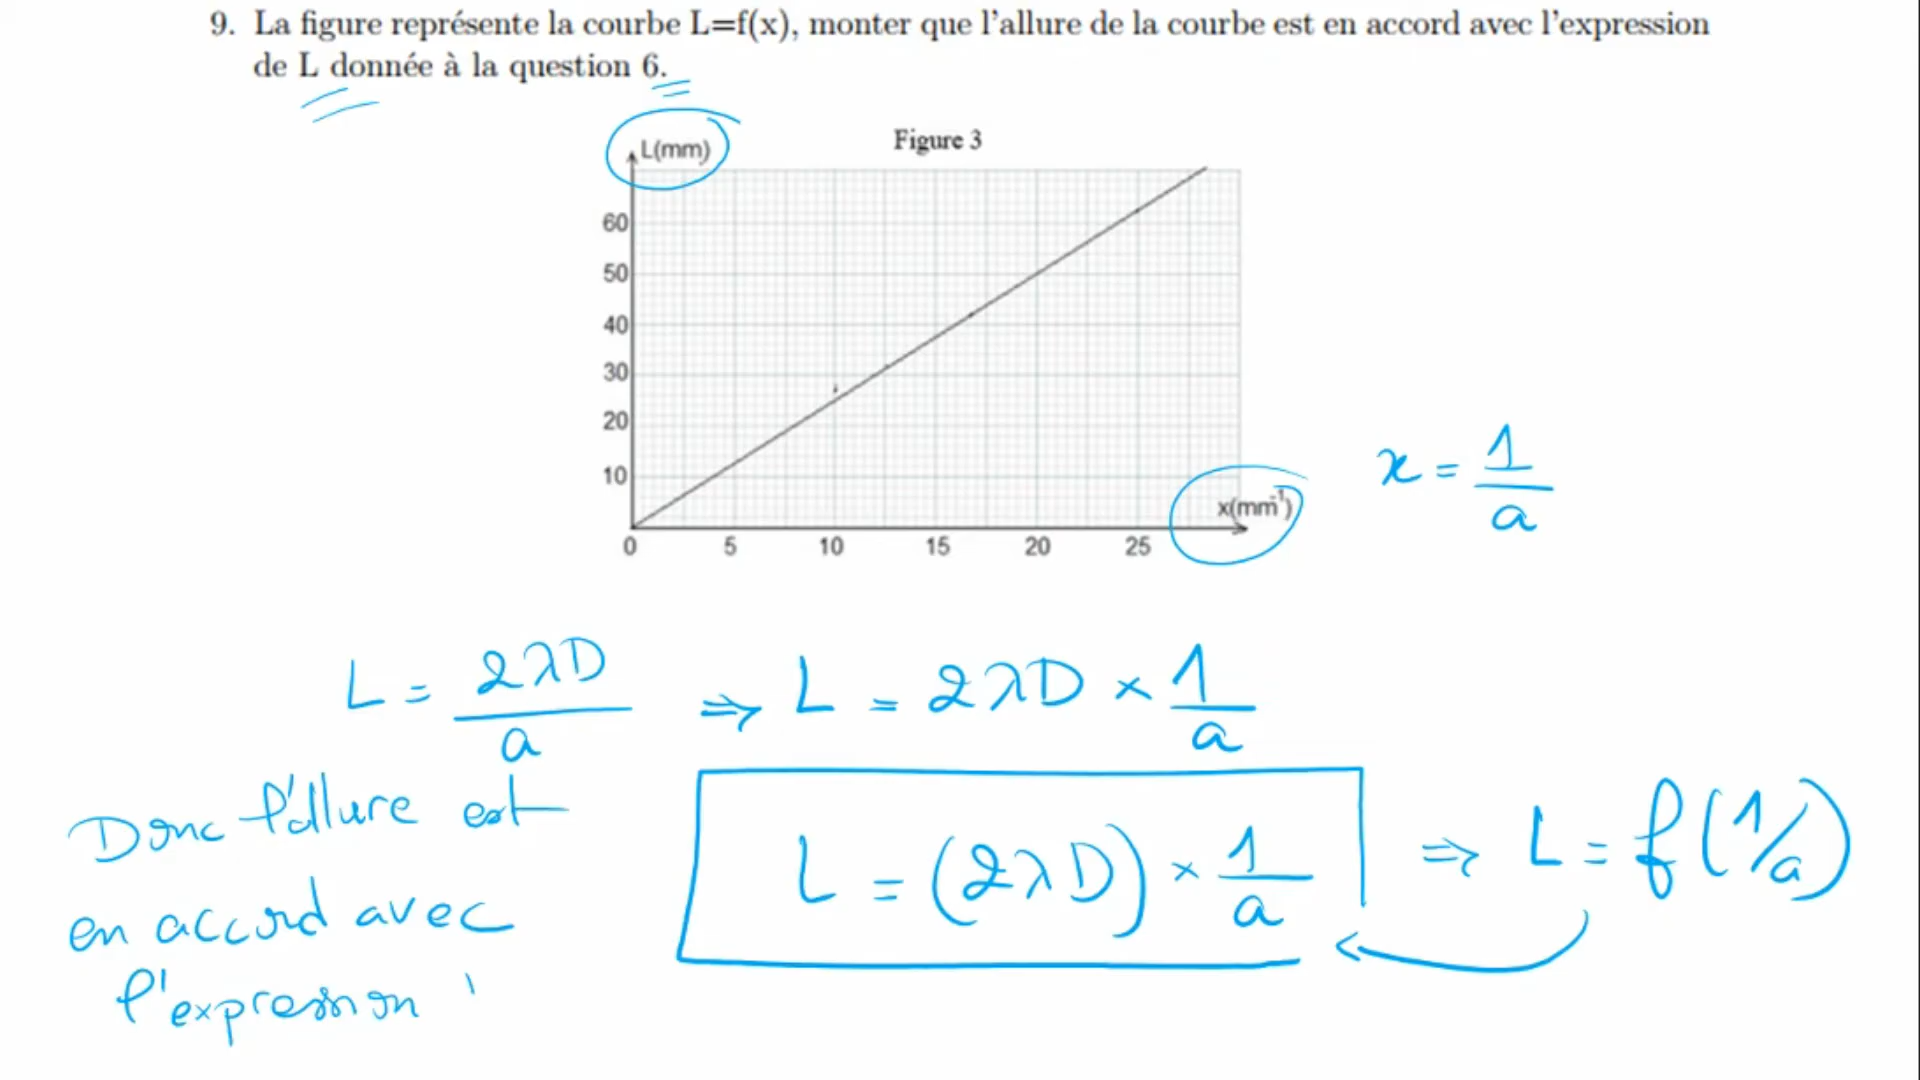 9. La figure représente la courbe L=f(x), monter que l'allure de la courbe est en accord avec l'expression
de L donnée à la question 6.
Figure 3
L(mm)
60
50
40
30
20
10
x(mm⁻¹)
0 5 10 15 20 25
x = 1/a
L = 2λD/a ⇒ L = 2λD × 1/a
L = (2λD) × 1/a ⇒ L = f(1/a)
Donc l'allure est
en accord avec
l'expression